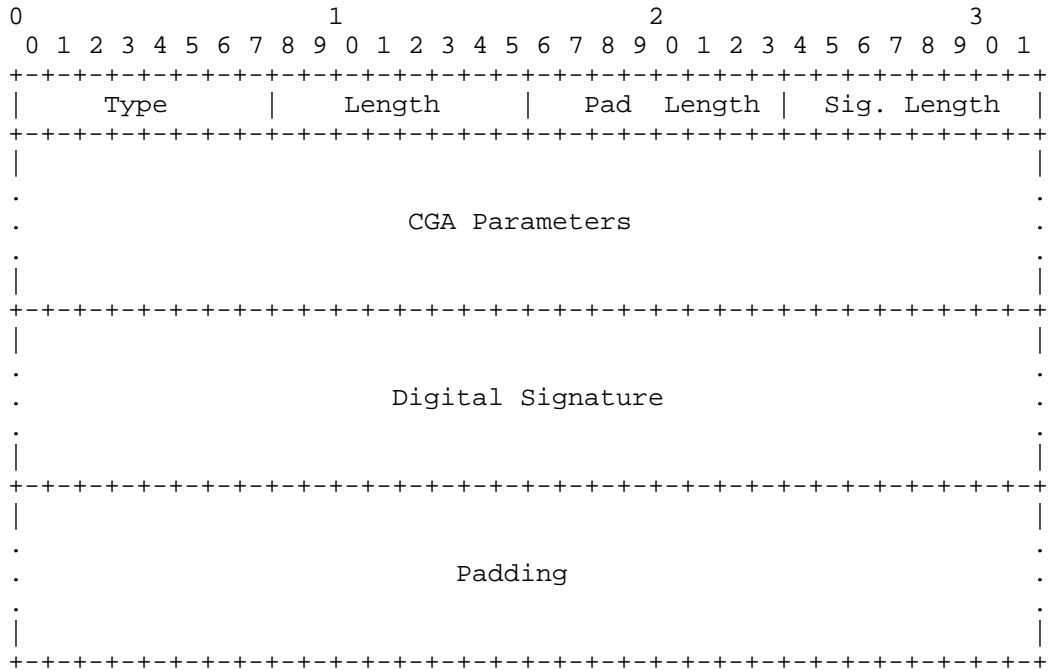 0                   1                   2                   3
 0 1 2 3 4 5 6 7 8 9 0 1 2 3 4 5 6 7 8 9 0 1 2 3 4 5 6 7 8 9 0 1
+-+-+-+-+-+-+-+-+-+-+-+-+-+-+-+-+-+-+-+-+-+-+-+-+-+-+-+-+-+-+-+-+
|     Type      |    Length     |   Pad  Length |  Sig. Length  |
+-+-+-+-+-+-+-+-+-+-+-+-+-+-+-+-+-+-+-+-+-+-+-+-+-+-+-+-+-+-+-+-+
|                                                               |
.                                                               .
.                        CGA Parameters                         .
.                                                               .
|                                                               |
+-+-+-+-+-+-+-+-+-+-+-+-+-+-+-+-+-+-+-+-+-+-+-+-+-+-+-+-+-+-+-+-+
|                                                               |
.                                                               .
.                       Digital Signature                       .
.                                                               .
|                                                               |
+-+-+-+-+-+-+-+-+-+-+-+-+-+-+-+-+-+-+-+-+-+-+-+-+-+-+-+-+-+-+-+-+
|                                                               |
.                                                               .
.                           Padding                             .
.                                                               .
|                                                               |
+-+-+-+-+-+-+-+-+-+-+-+-+-+-+-+-+-+-+-+-+-+-+-+-+-+-+-+-+-+-+-+-+